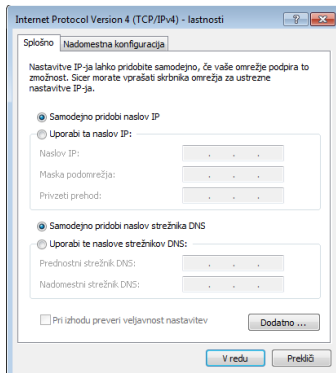 Internet Protocol Version 4 (TCP/IPv4) - lastnosti
Splošno
Nadomestna konfiguracija
Nastavitve IP-ja lahko pridobite samodejno, če vaše omrežje podpira to
zmožnost. Sicer morate vprašati skrbnika omrežja za ustrezne
nastavitve IP-ja.
Samodejno pridobi naslov IP
Uporabi ta naslov IP:
Naslov IP:
Maska podomrežja:
Privzeti prehod:
Samodejno pridobi naslov strežnika DNS
Uporabi te naslove strežnikov DNS:
Prednostni strežnik DNS:
Nadomestni strežnik DNS:
Pri izhodu preveri veljavnost nastavitev
Dodatno ...
V redu
Prekliči